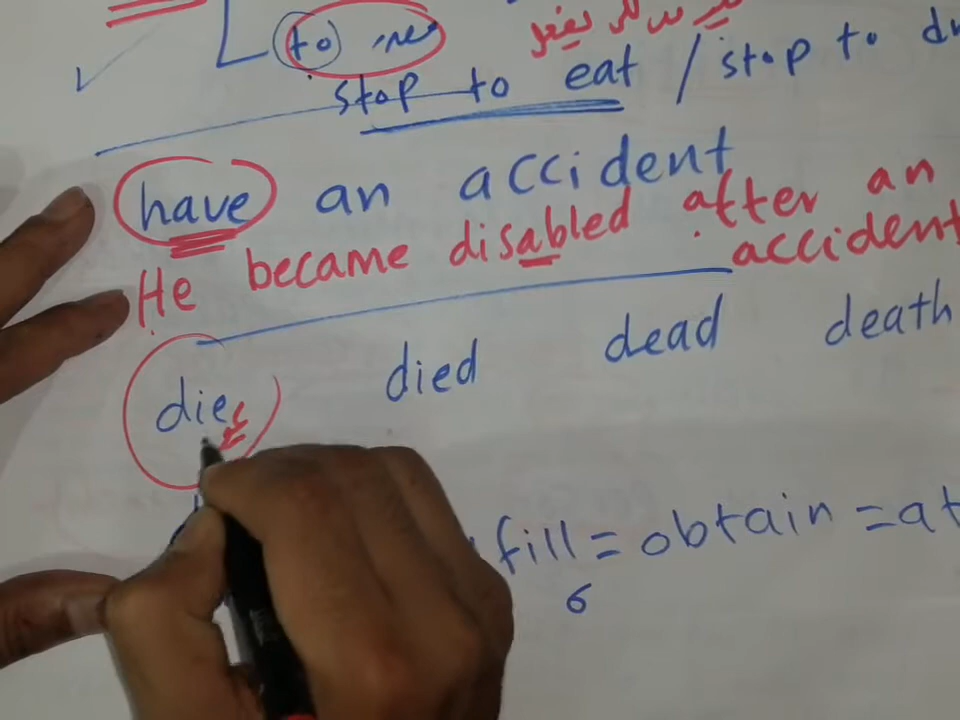 to
stop to eat / stop to
have an accident
He became disabled after an
accident
dies died dead death
fill = obtain = at
6